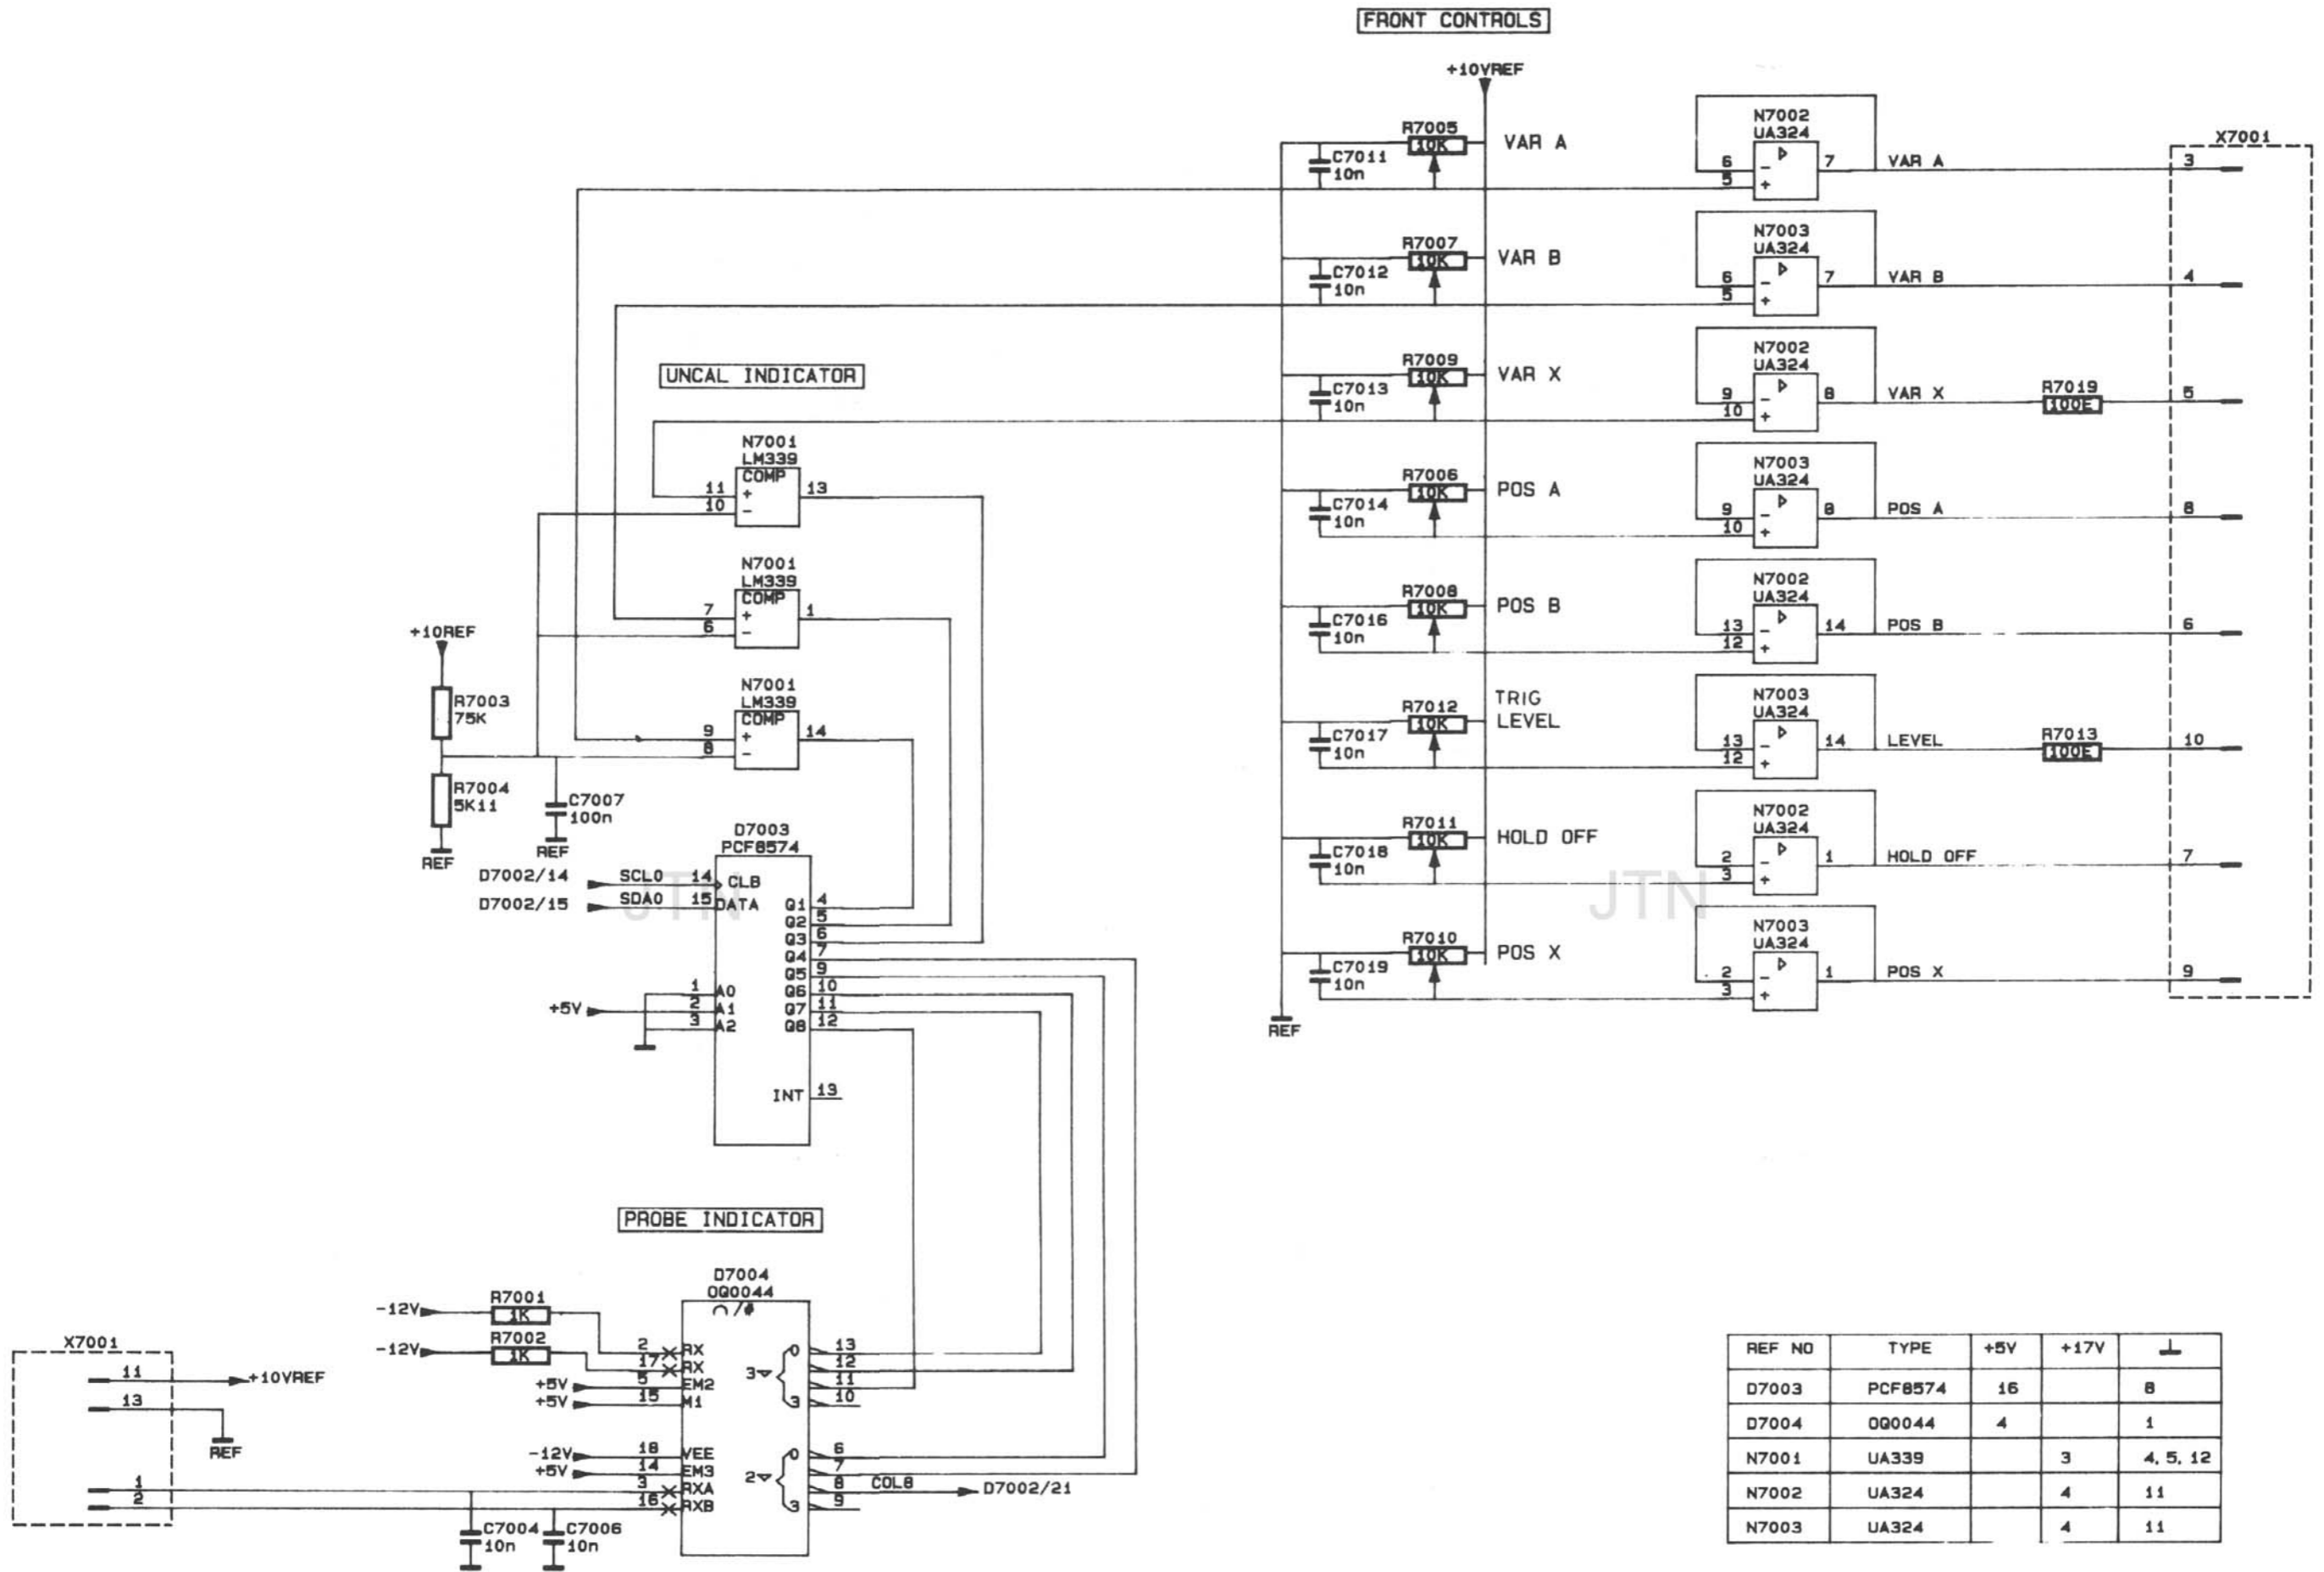 FRONT CONTROLS
+10VREF
R7005
10K
VAR A
C7011
10n
N7002
UA324
6
-
5
+
7
VAR A
X7001
3
R7007
10K
VAR B
C7012
10n
N7003
UA324
6
-
5
+
7
VAR B
4
R7009
10K
VAR X
C7013
10n
N7002
UA324
9
-
10
+
8
VAR X
R7019
100E
5
R7006
10K
POS A
C7014
10n
N7003
UA324
9
-
10
+
8
POS A
8
R7008
10K
POS B
C7016
10n
N7002
UA324
13
-
12
+
14
POS B
6
R7012
10K
TRIG
LEVEL
C7017
10n
N7003
UA324
13
-
12
+
14
LEVEL
R7013
100E
10
R7011
10K
HOLD OFF
C7018
10n
N7002
UA324
2
-
3
+
1
HOLD OFF
7
R7010
10K
POS X
C7019
10n
N7003
UA324
2
-
3
+
1
POS X
9
REF
JTN
UNCAL INDICATOR
N7001
LM339
COMP
11
+
10
-
13
N7001
LM339
COMP
7
+
6
-
1
N7001
LM339
COMP
9
+
8
-
14
+10REF
R7003
75K
R7004
5K11
REF
C7007
100n
REF
D7003
PCF8574
D7002/14
SCL0
14
CLB
D7002/15
SDA0
15
DATA
JTN
Q1 4
Q2 5
Q3 6
Q4 7
Q5 9
Q6 10
Q7 11
Q8 12
1 A0
+5V
2 A1
3 A2
INT 13
PROBE INDICATOR
D7004
OQ0044
∩/#
-12V
R7001
1K
2 RX
-12V
R7002
1K
17 RX
+5V
5 EM2
+5V
15 M1
-12V
18 VEE
+5V
14 EM3
3 RXA
16 RXB
3
0
3
13
12
11
10
2
0
3
6
7
8
9
COL8
D7002/21
X7001
11
+10VREF
13
REF
1
2
C7004
10n
C7006
10n
REF NO TYPE +5V +17V ⊥
D7003 PCF8574 16 8
D7004 OQ0044 4 1
N7001 UA339 3 4, 5, 12
N7002 UA324 4 11
N7003 UA324 4 11